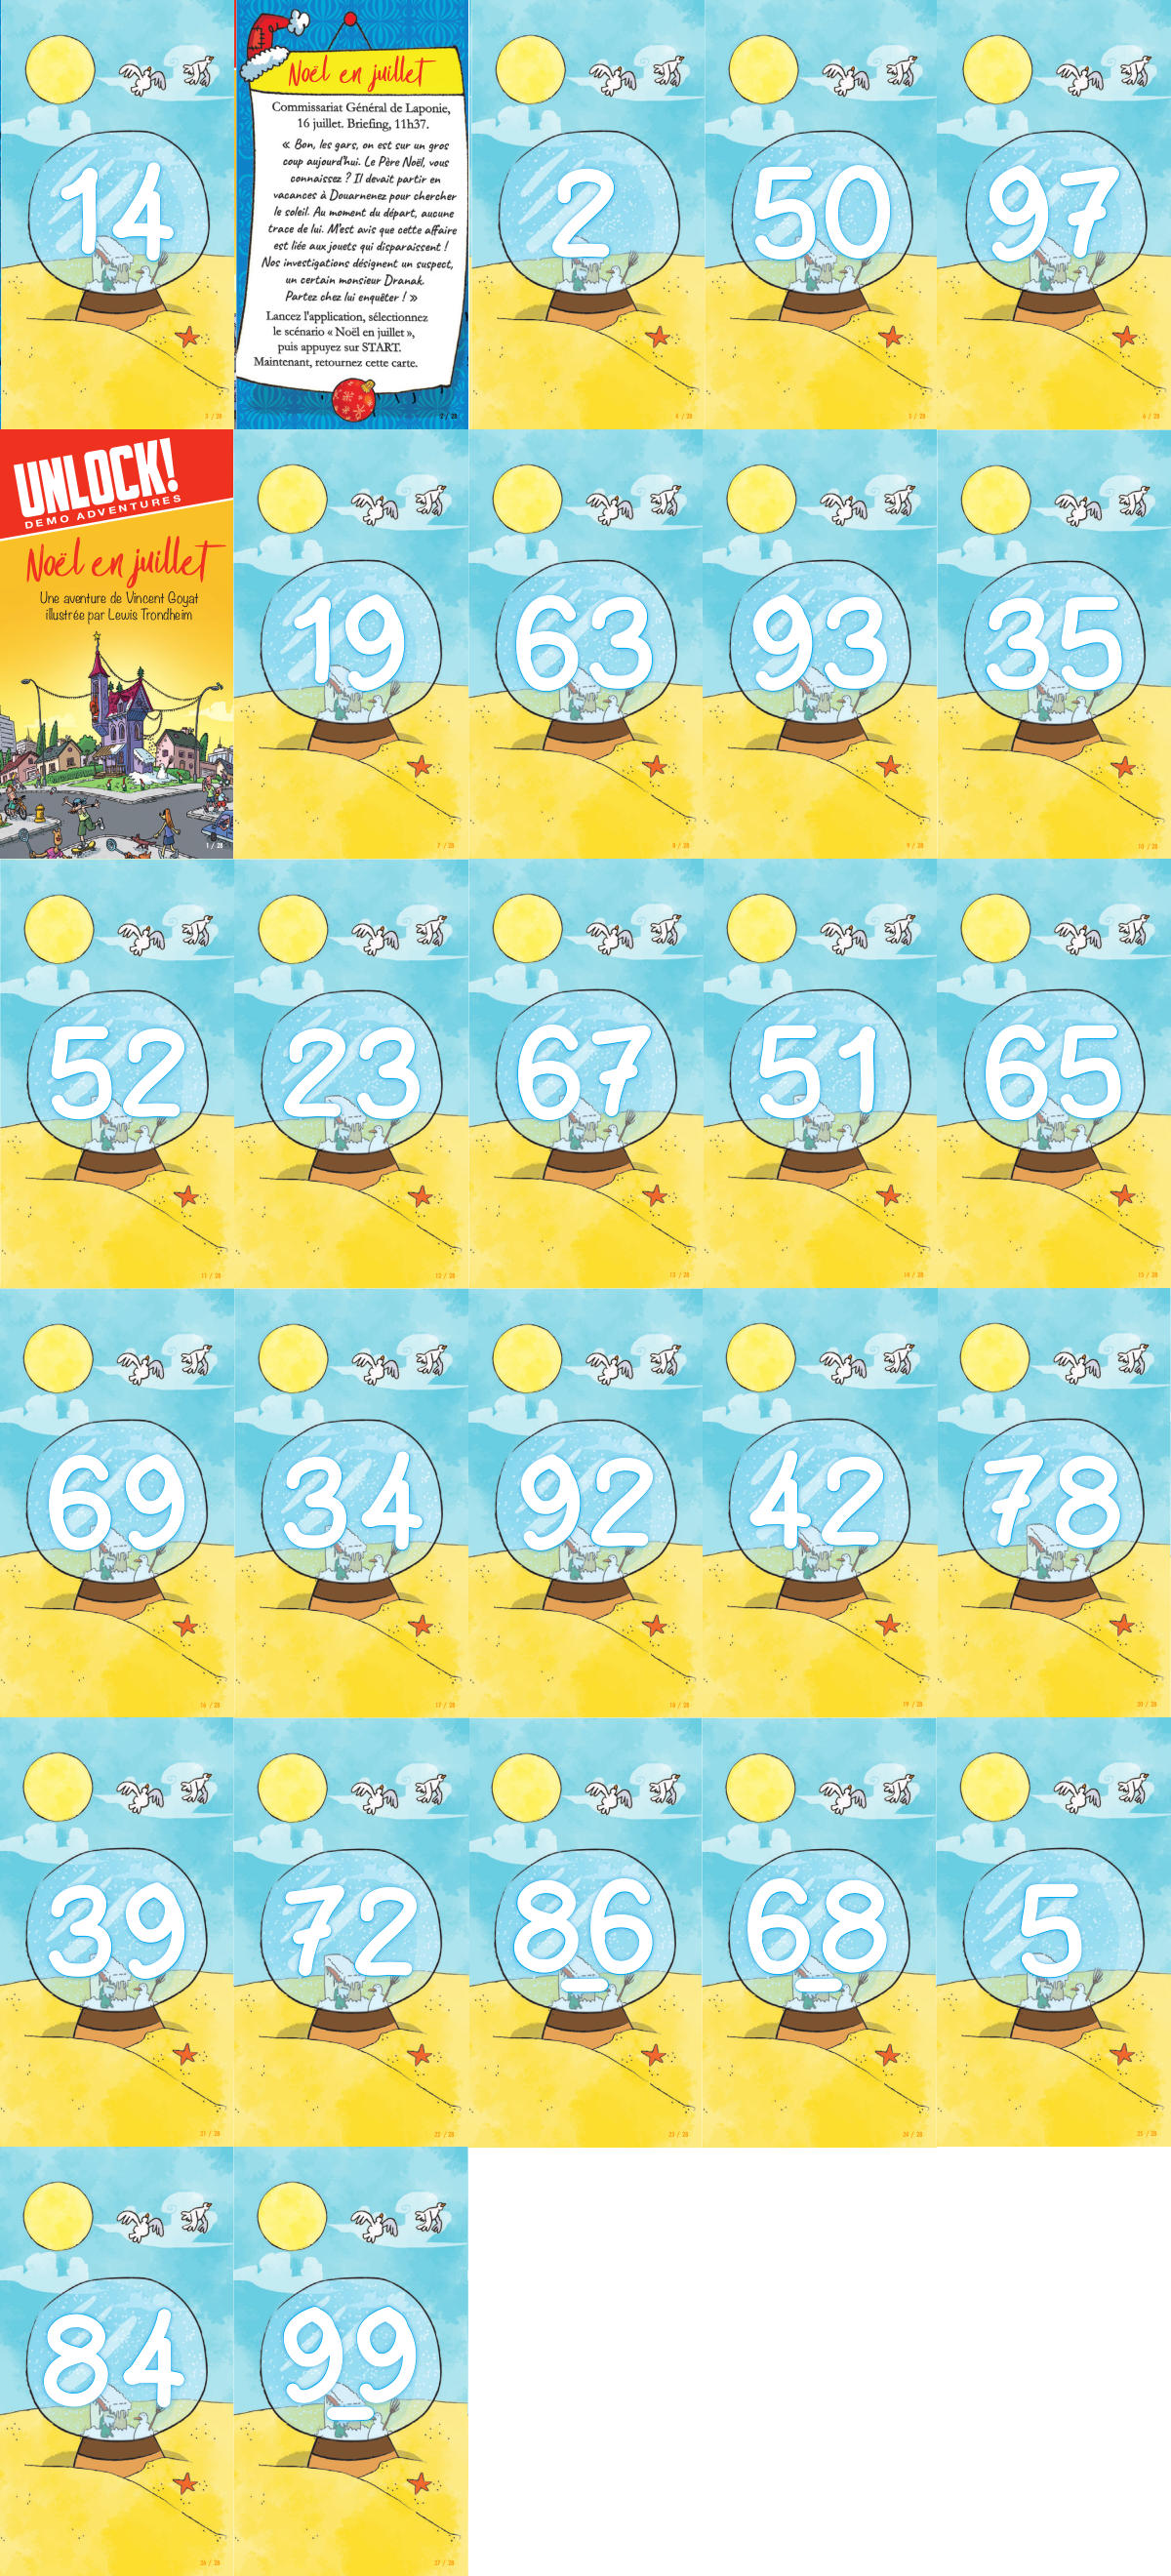 14
3 / 28
Noël en juillet
Commissariat Général de Laponie,
16 juillet. Briefing, 11h37.
« Bon, les gars, on est sur un gros
coup aujourd'hui. Le Père Noël, vous
connaissez ? Il devait partir en
vacances à Douarnenez pour chercher
le soleil. Au moment du départ, aucune
trace de lui. M'est avis que cette affaire
est liée aux jouets qui disparaissent !
Nos investigations désignent un suspect,
un certain monsieur Dranak.
Partez chez lui enquêter ! »
Lancez l'application, sélectionnez
le scénario « Noël en juillet »,
puis appuyez sur START.
Maintenant, retournez cette carte.
2 / 28
2
4 / 28
50
5 / 28
97
6 / 28
UNLOCK!
DEMO ADVENTURES
Noël en juillet
Une aventure de Vincent Goyat
illustrée par Lewis Trondheim
1 / 28
19
7 / 28
63
8 / 28
93
9 / 28
35
10 / 28
52
11 / 28
23
12 / 28
67
13 / 28
51
14 / 28
65
15 / 28
69
16 / 28
34
17 / 28
92
18 / 28
42
19 / 28
78
20 / 28
39
21 / 28
72
22 / 28
86
23 / 28
68
24 / 28
5
25 / 28
84
26 / 28
99
27 / 28